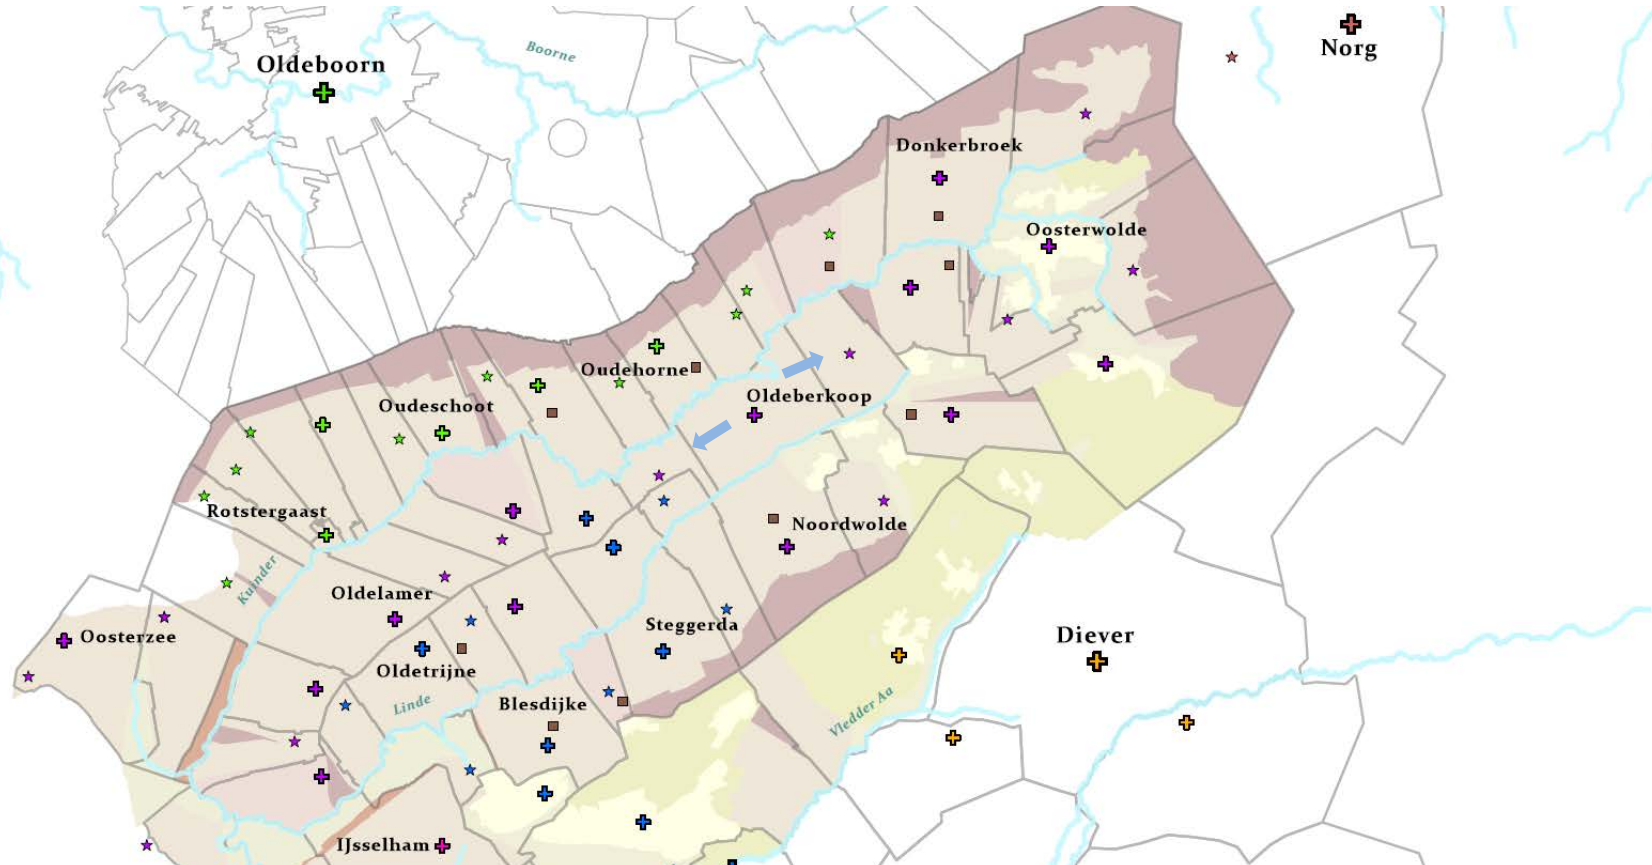 Boorne
Norg
Oldeboorn
Donkerbroek
Oosterwolde
Oudehorne
Oldeberkoop
Oudeschoot
Rotstergaast
Noordwolde
Kuinder
Oldelamer
Steggerda
Oosterzee
Diever
Oldetrijne
Linde
Blesdijke
Vledder Aa
IJsselham